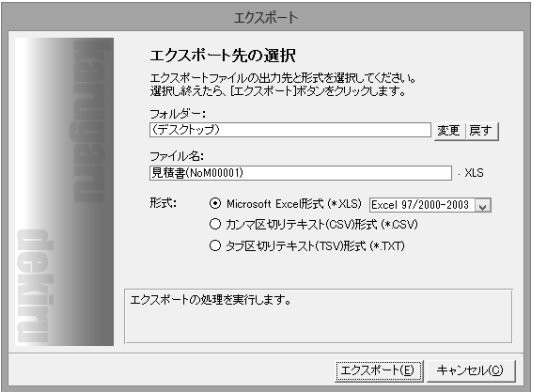 エクスポート
エクスポート先の選択
エクスポートファイルの出力先と形式を選択してください。
選択し終えたら、[エクスポート]ボタンをクリックします。
フォルダー:
(デスクトップ) 変更 戻す
ファイル名:
見積書(NoM00001) .XLS
形式: Microsoft Excel形式 (*.XLS) Excel 97/2000-2003
カンマ区切りテキスト(CSV)形式 (*.CSV)
タブ区切りテキスト(TSV)形式 (*.TXT)
karugaru
dekiru
エクスポートの処理を実行します。
エクスポート(E) キャンセル(C)